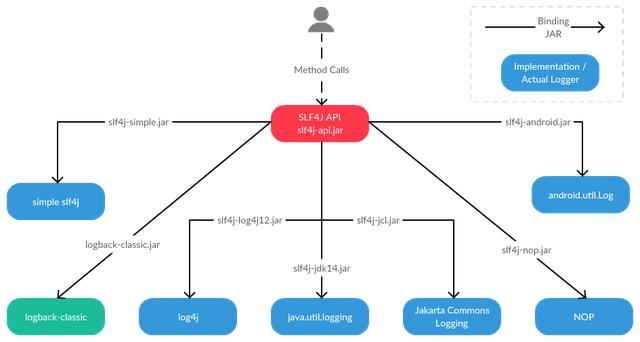 Binding
JAR
Implementation /
Actual Logger
Method Calls
SLF4J API
slf4j-api.jar
slf4j-simple.jar
slf4j-android.jar
simple slf4j
android.util.Log
slf4j-log4j12.jar
slf4j-jcl.jar
logback-classic.jar
slf4j-nop.jar
slf4j-jdk14.jar
logback-classic
log4j
java.util.logging
Jakarta Commons
Logging
NOP